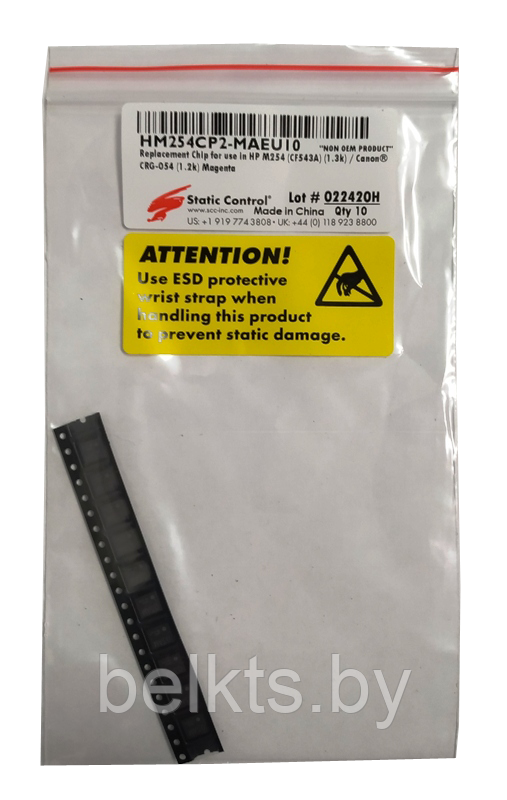 HM254CP2-MAEU10 "NON OEM PRODUCT"
Replacement Chip for use in HP M254 (CF543A) (1.3k) / Canon®
CRG-054 (1.2k) Magenta
Static Control® Lot # 022420H
www.scc-inc.com Made in China Qty 10
US: +1 919 774 3808 • UK: +44 (0) 118 923 8800
ATTENTION!
Use ESD protective
wrist strap when
handling this product
to prevent static damage.
belkts.by